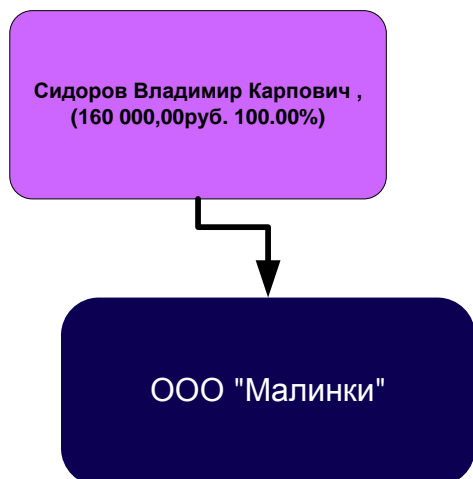 Сидоров Владимир Карпович ,
(160 000,00руб. 100.00%)
ООО "Малинки"